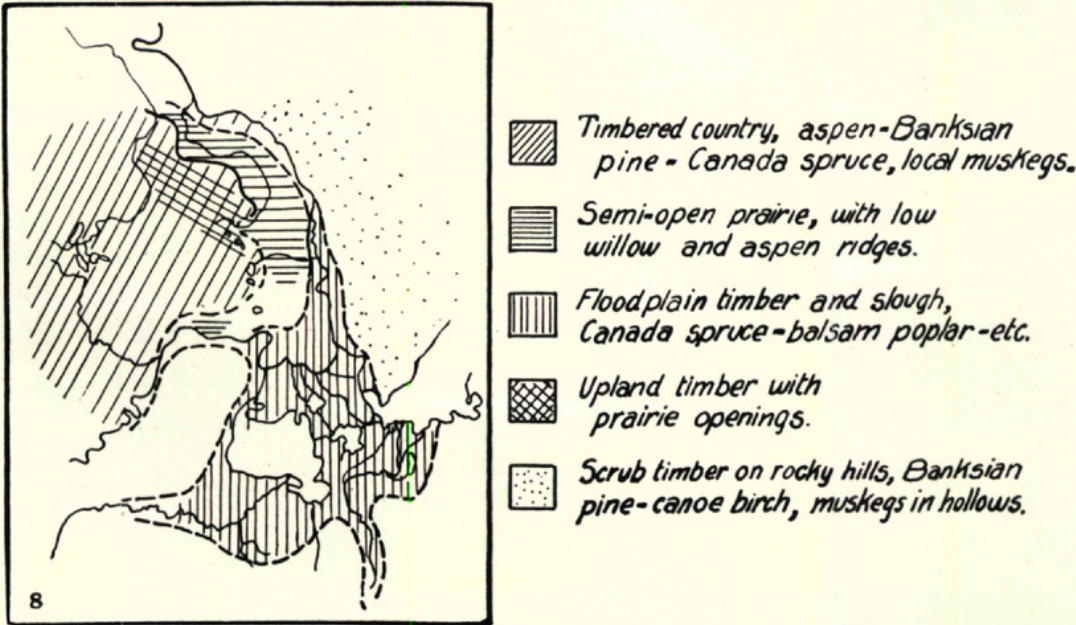 Timbered country, aspen-Banksian
pine - Canada spruce, local muskegs.
Semi-open prairie, with low
willow and aspen ridges.
Floodplain timber and slough,
Canada spruce-balsam poplar-etc.
Upland timber with
prairie openings.
Scrub timber on rocky hills, Banksian
pine-canoe birch, muskegs in hollows.
8